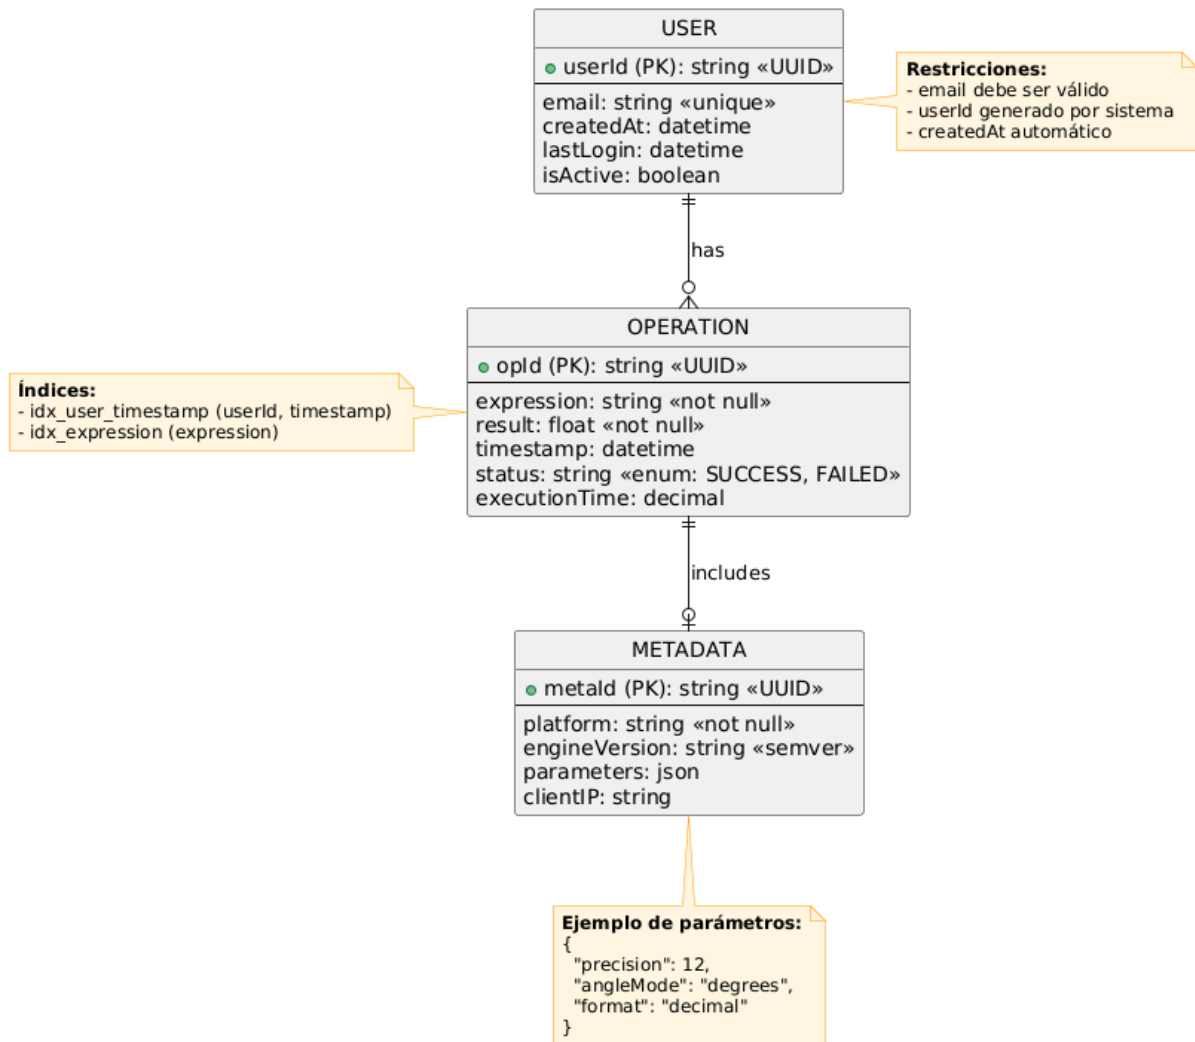 USER
userId (PK): string «UUID»
email: string «unique»
createdAt: datetime
lastLogin: datetime
isActive: boolean
Restricciones:
- email debe ser válido
- userId generado por sistema
- createdAt automático
has
OPERATION
opId (PK): string «UUID»
expression: string «not null»
result: float «not null»
timestamp: datetime
status: string «enum: SUCCESS, FAILED»
executionTime: decimal
Índices:
- idx_user_timestamp (userId, timestamp)
- idx_expression (expression)
includes
METADATA
metaId (PK): string «UUID»
platform: string «not null»
engineVersion: string «semver»
parameters: json
clientIP: string
Ejemplo de parámetros:
{
"precision": 12,
"angleMode": "degrees",
"format": "decimal"
}